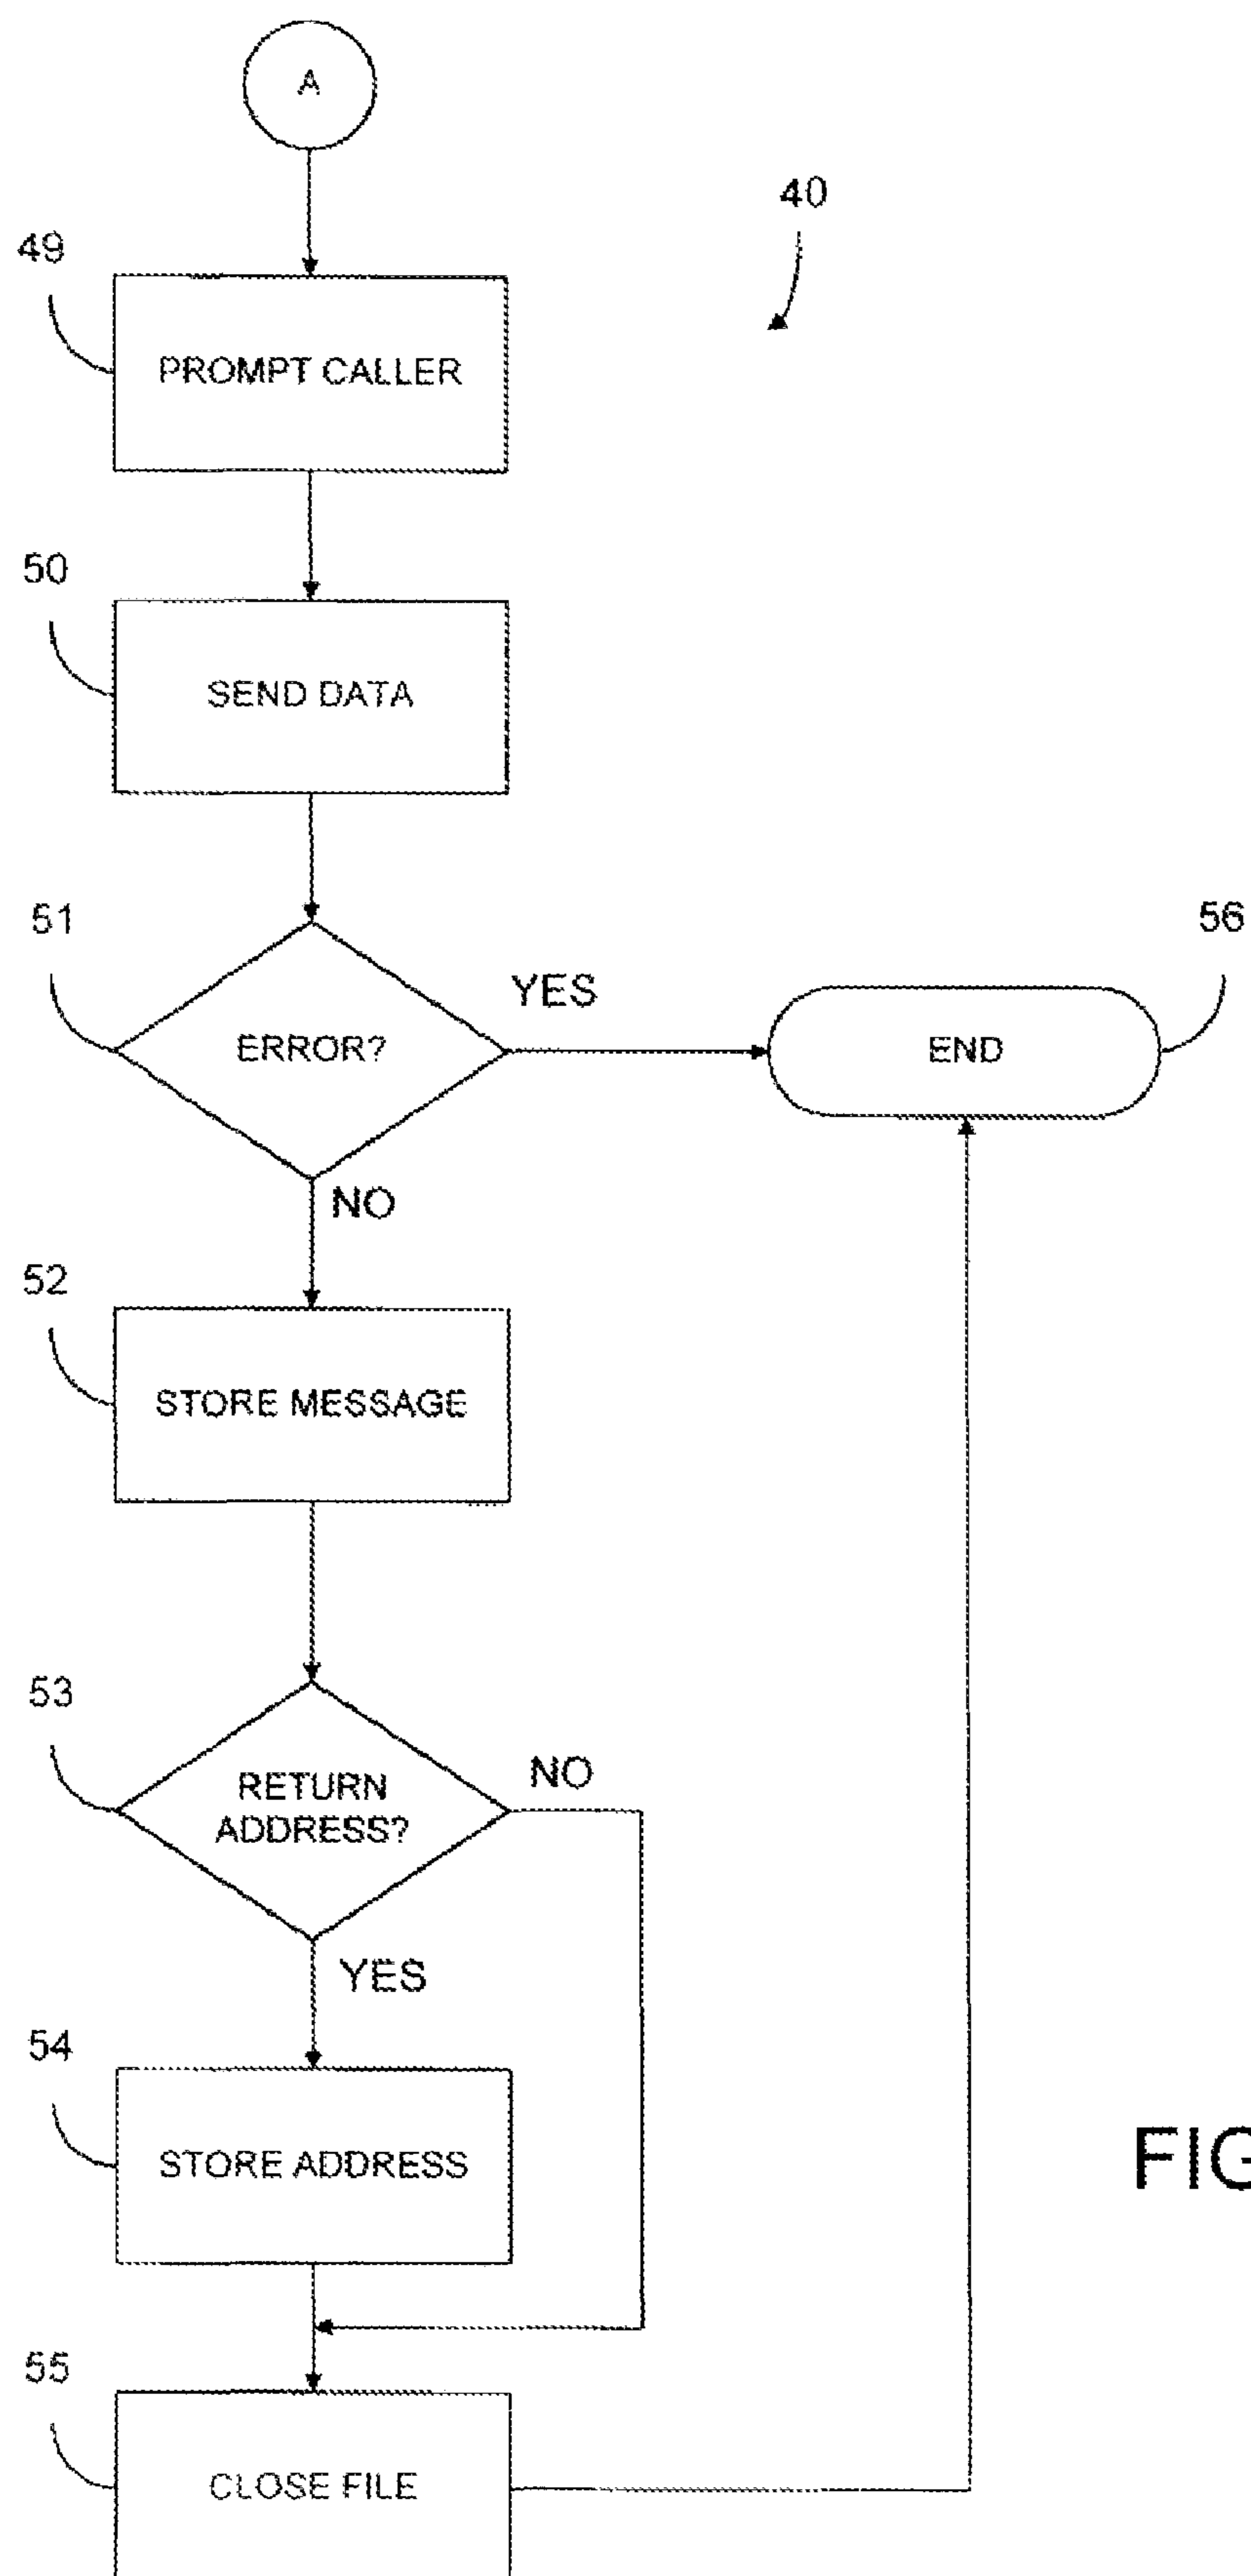 A
40
49
PROMPT CALLER
50
SEND DATA
51
ERROR?
YES
56
END
NO
52
STORE MESSAGE
53
RETURN
ADDRESS?
NO
YES
54
STORE ADDRESS
FIG
55
CLOSE FILE